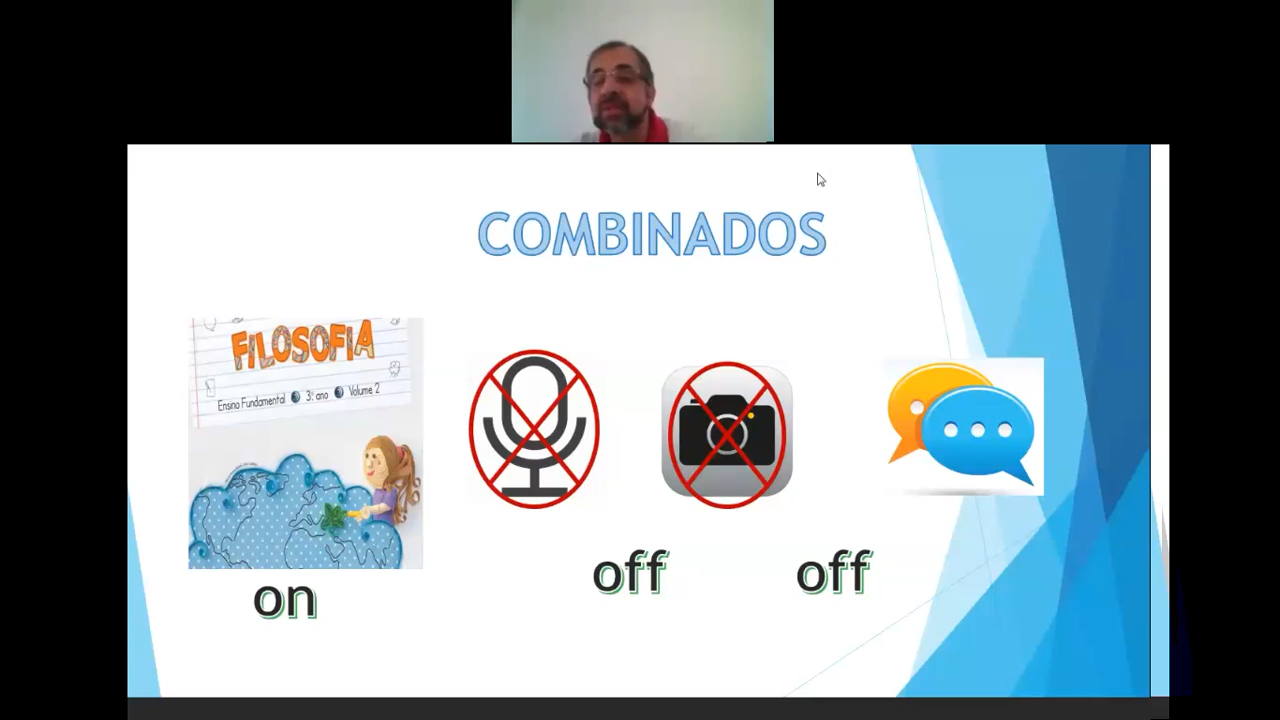 COMBINADOS
FILOSOFIA
Ensino Fundamental 3º ano Volume 2
on
off
off